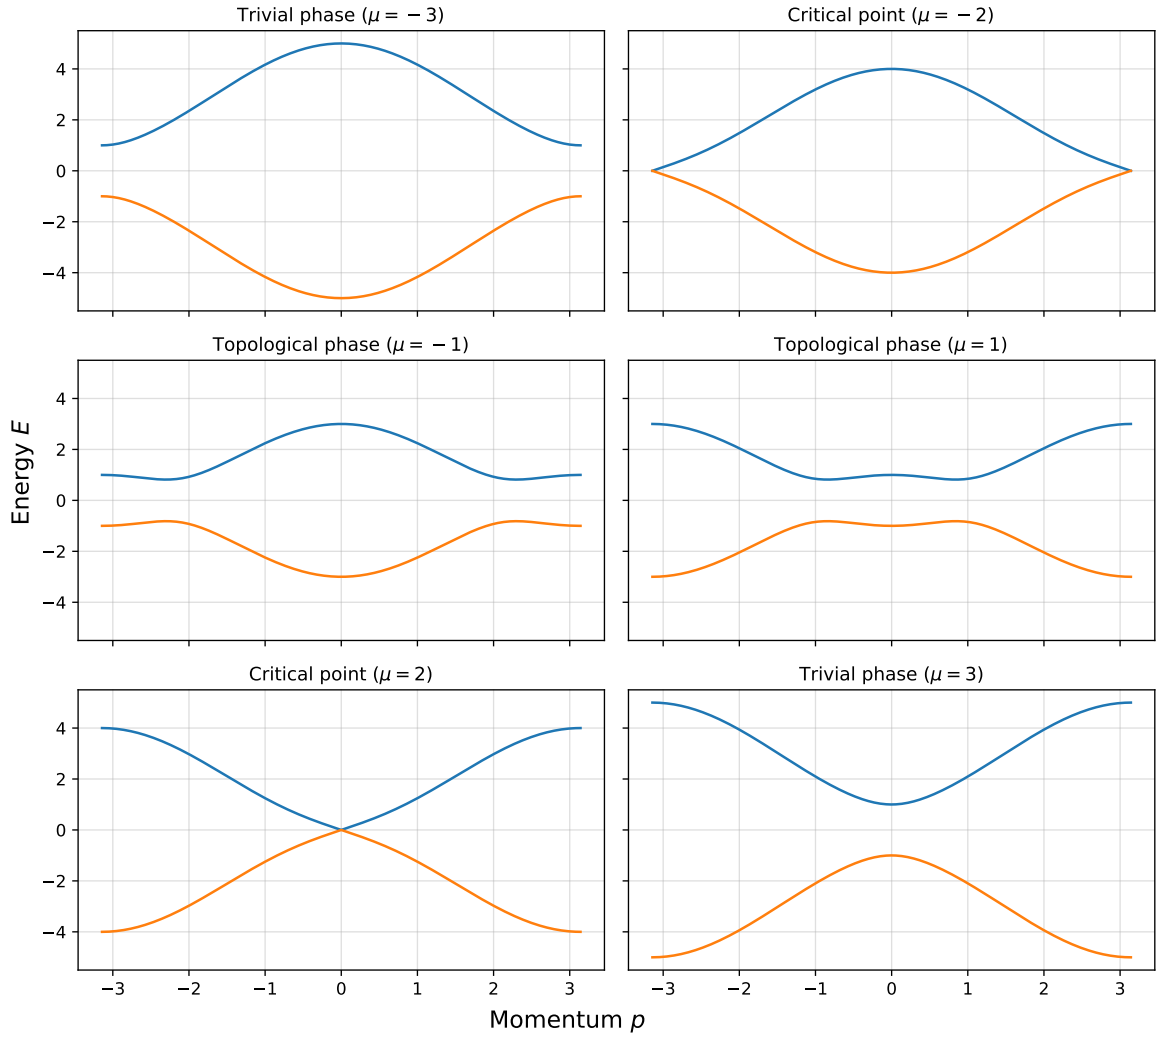 Trivial phase (μ = −3)
Critical point (μ = −2)
4
2
0
−2
−4
Topological phase (μ = −1)
Topological phase (μ = 1)
4
2
0
−2
−4
Energy E
Critical point (μ = 2)
Trivial phase (μ = 3)
4
2
0
−2
−4
−3 −2 −1 0 1 2 3
−3 −2 −1 0 1 2 3
Momentum p